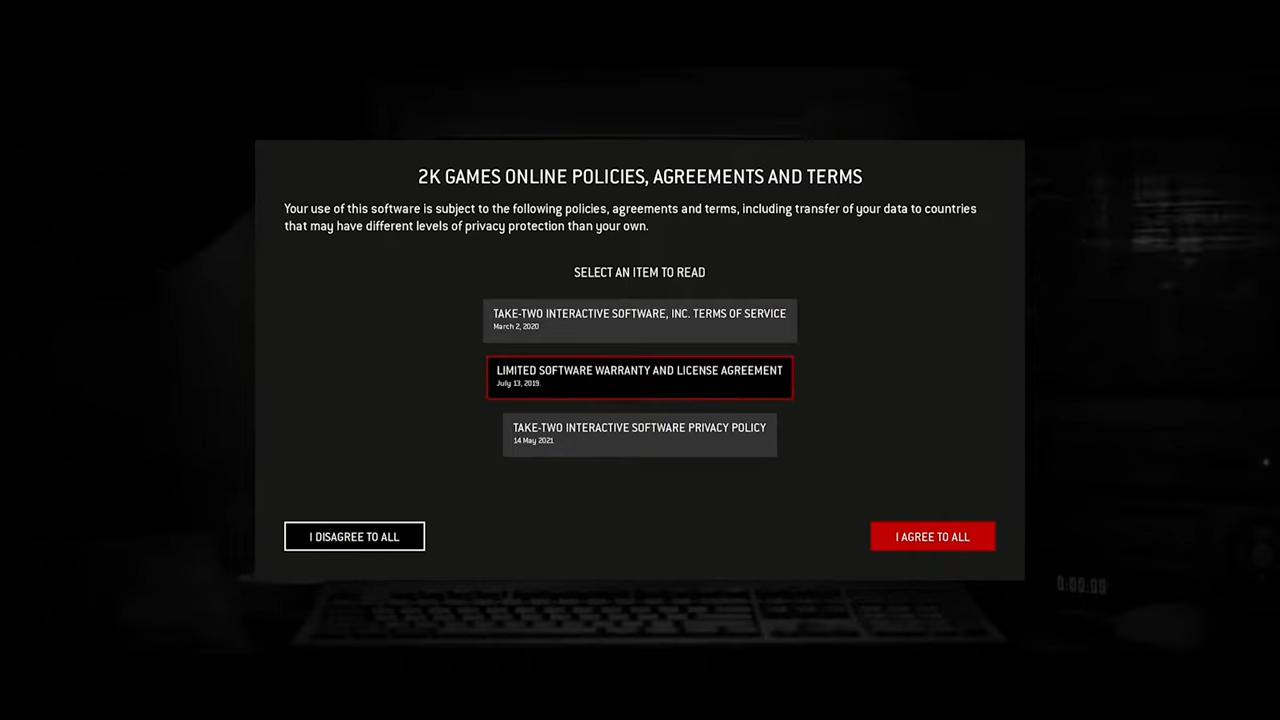 2K GAMES ONLINE POLICIES, AGREEMENTS AND TERMS
Your use of this software is subject to the following policies, agreements and terms, including transfer of your data to countries
that may have different levels of privacy protection than your own.
SELECT AN ITEM TO READ
TAKE-TWO INTERACTIVE SOFTWARE, INC. TERMS OF SERVICE
March 2, 2020
LIMITED SOFTWARE WARRANTY AND LICENSE AGREEMENT
July 13, 2019.
TAKE-TWO INTERACTIVE SOFTWARE PRIVACY POLICY
14 May 2021
I DISAGREE TO ALL
I AGREE TO ALL